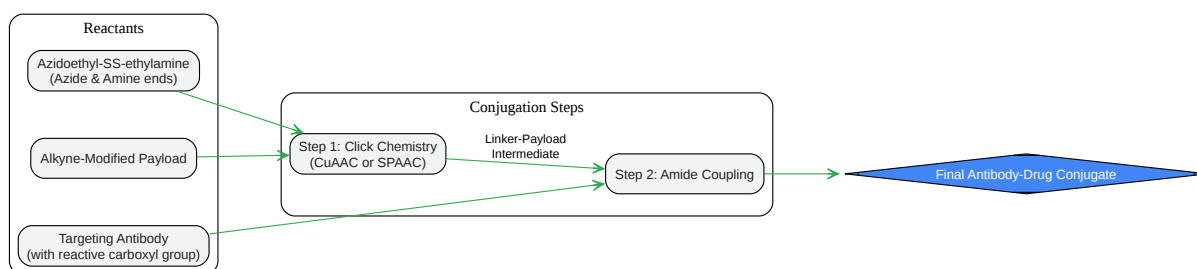 Reactants
Azidoethyl-SS-ethylamine
(Azide & Amine ends)
Alkyne-Modified Payload
Targeting Antibody
(with reactive carboxyl group)
Conjugation Steps
Step 1: Click Chemistry
(CuAAC or SPAAC)
Linker-Payload
Intermediate
Step 2: Amide Coupling
Final Antibody-Drug Conjugate